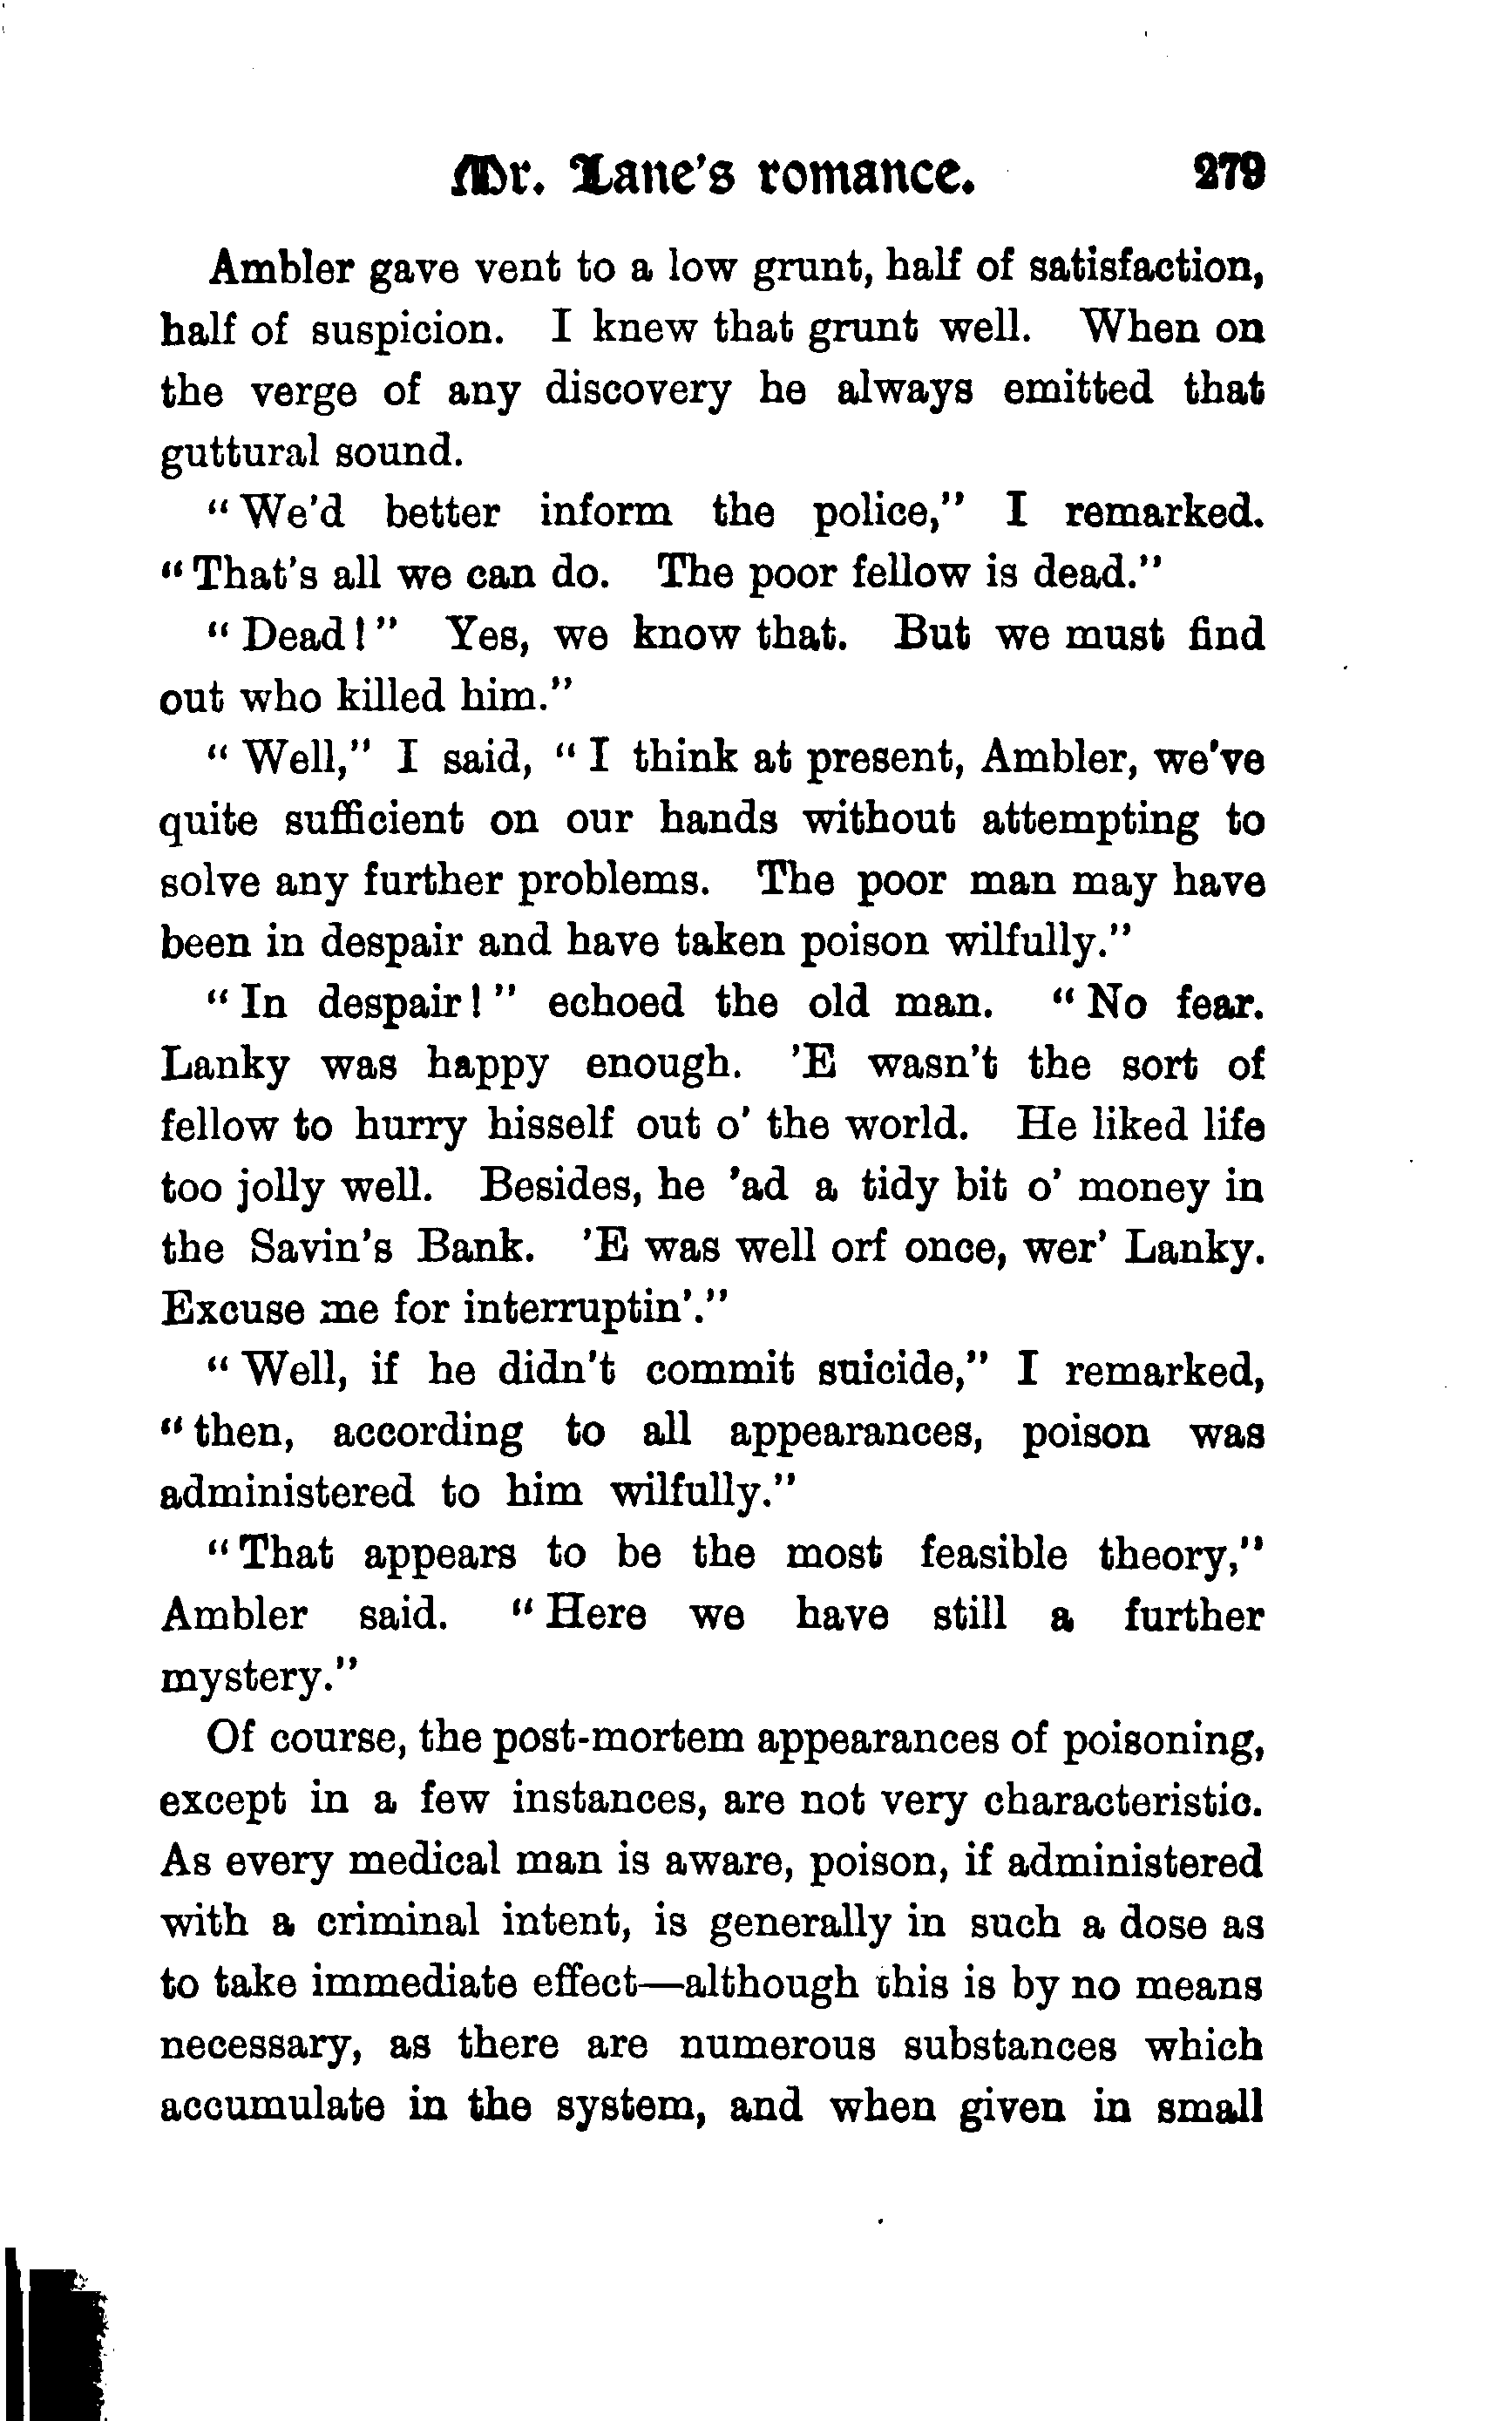 Mr. Lane's romance. 279
Ambler gave vent to a low grunt, half of satisfaction,
half of suspicion. I knew that grunt well. When on
the verge of any discovery he always emitted that
guttural sound.
"We'd better inform the police," I remarked.
"That's all we can do. The poor fellow is dead."
"Dead!" Yes, we know that. But we must find
out who killed him."
"Well," I said, "I think at present, Ambler, we've
quite sufficient on our hands without attempting to
solve any further problems. The poor man may have
been in despair and have taken poison wilfully."
"In despair!" echoed the old man. "No fear.
Lanky was happy enough. 'E wasn't the sort of
fellow to hurry hisself out o' the world. He liked life
too jolly well. Besides, he 'ad a tidy bit o' money in
the Savin's Bank. 'E was well orf once, wer' Lanky.
Excuse me for interruptin'."
"Well, if he didn't commit suicide," I remarked,
"then, according to all appearances, poison was
administered to him wilfully."
"That appears to be the most feasible theory,"
Ambler said. "Here we have still a further
mystery."
Of course, the post-mortem appearances of poisoning,
except in a few instances, are not very characteristic.
As every medical man is aware, poison, if administered
with a criminal intent, is generally in such a dose as
to take immediate effect—although this is by no means
necessary, as there are numerous substances which
accumulate in the system, and when given in small